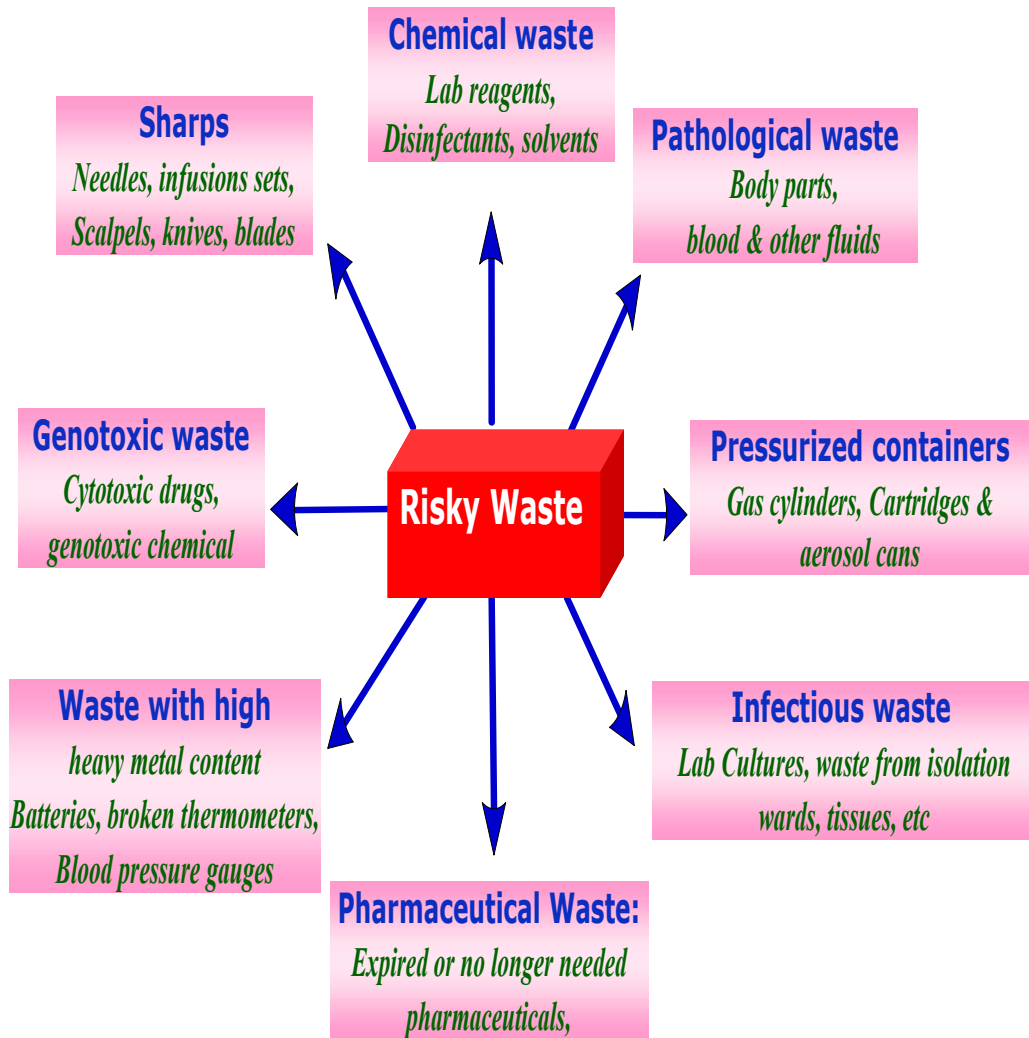 Chemical waste
Lab reagents,
Disinfectants, solvents
Sharps
Needles, infusions sets,
Scalpels, knives, blades
Pathological waste
Body parts,
blood & other fluids
Genotoxic waste
Cytotoxic drugs,
genotoxic chemical
Risky Waste
Pressurized containers
Gas cylinders, Cartridges &
aerosol cans
Waste with high
heavy metal content
Batteries, broken thermometers,
Blood pressure gauges
Infectious waste
Lab Cultures, waste from isolation
wards, tissues, etc
Pharmaceutical Waste:
Expired or no longer needed
pharmaceuticals,